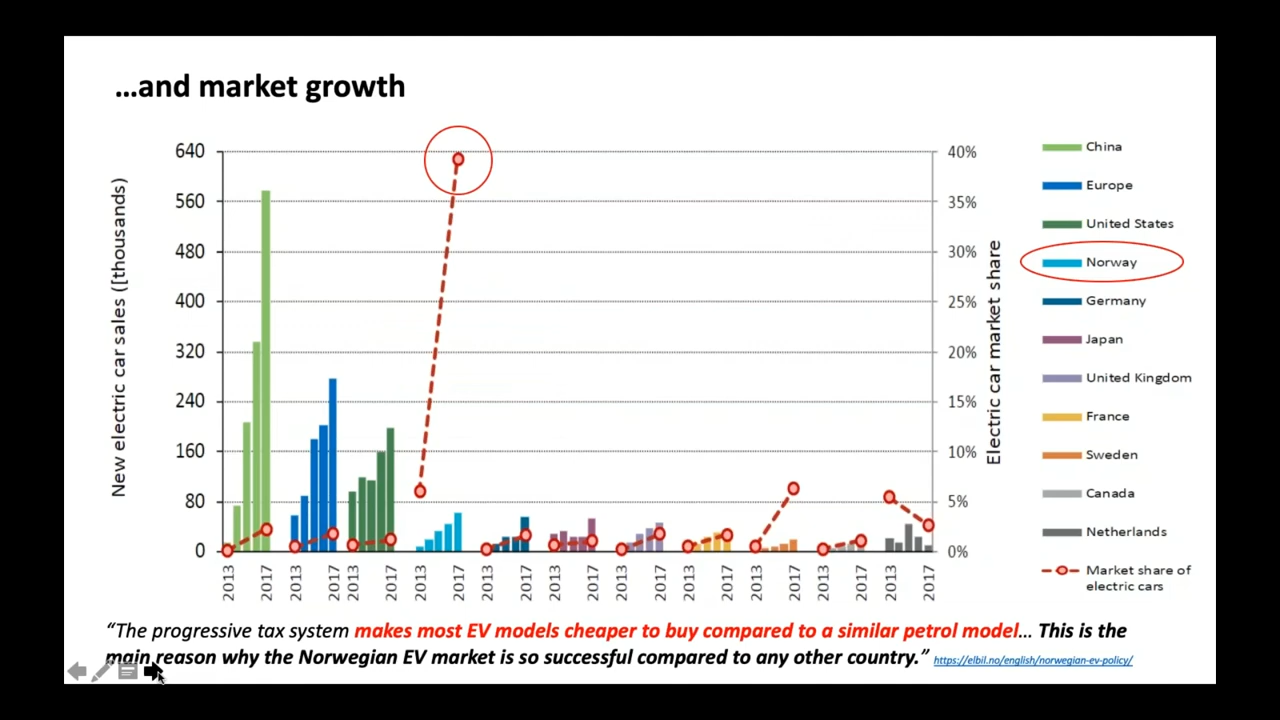 …and market growth
New electric car sales ([thousands)
640
560
480
400
320
240
160
80
0
40%
35%
30%
25%
20%
15%
10%
5%
0%
Electric car market share
2013 2017 2013 2017 2013 2017 2013 2017 2013 2017 2013 2017 2013 2017 2013 2017 2013 2017 2013 2017 2013 2017
China
Europe
United States
Norway
Germany
Japan
United Kingdom
France
Sweden
Canada
Netherlands
Market share of
electric cars
“The progressive tax system makes most EV models cheaper to buy compared to a similar petrol model… This is the
main reason why the Norwegian EV market is so successful compared to any other country.” https://elbil.no/english/norwegian-ev-policy/